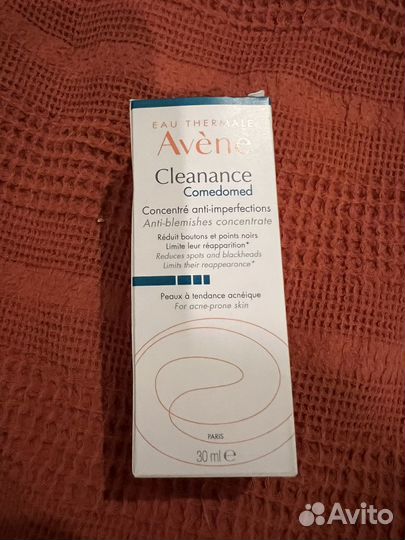 EAU THERMALE
Avène
Cleanance
Comedomed
Concentré anti-imperfections
Anti-blemishes concentrate
Réduit boutons et points noirs
Limite leur réapparition*
Reduces spots and blackheads
Limits their reappearance*
Peaux à tendance acnéique
For acne-prone skin
PARIS
30 ml ℮
Avito